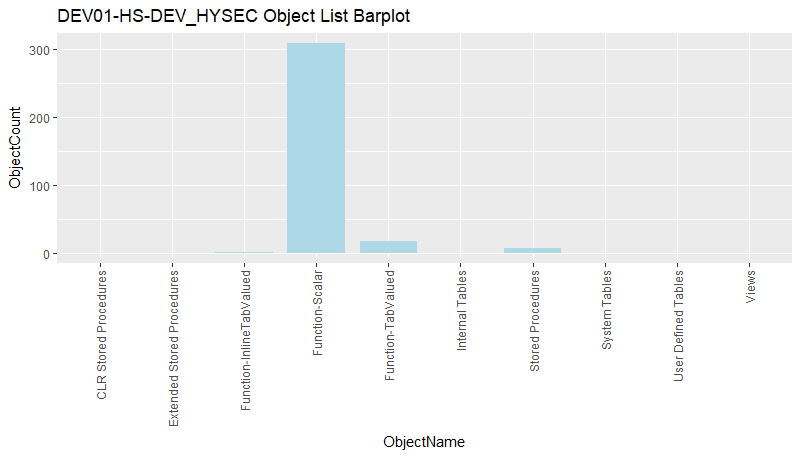 DEV01-HS-DEV_HYSEC Object List Barplot
ObjectCount
300
200
100
0
CLR Stored Procedures
Extended Stored Procedures
Function-InlineTabValued
Function-Scalar
Function-TabValued
Internal Tables
Stored Procedures
System Tables
User Defined Tables
Views
ObjectName